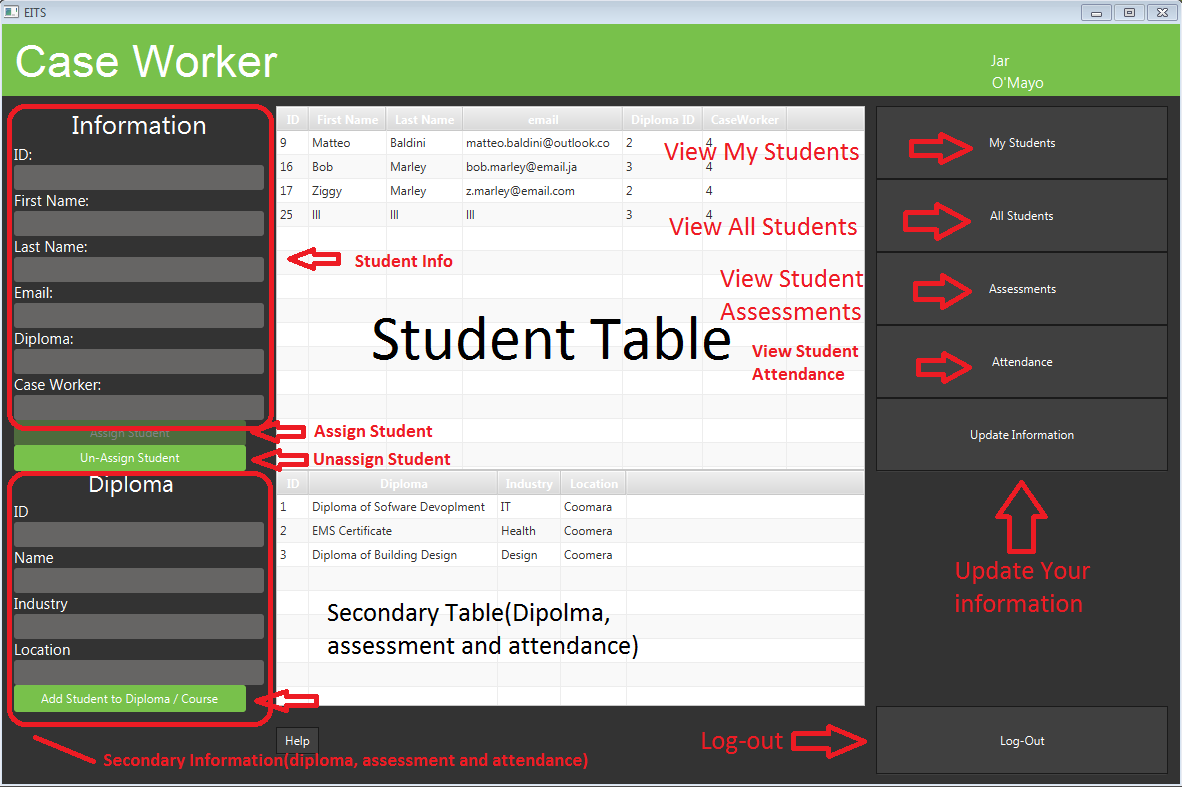 EITS
Case Worker
Jar
O'Mayo
Information
ID:
First Name:
Last Name:
Email:
Diploma:
Case Worker:
Assign Student
Un-Assign Student
Diploma
ID
Name
Industry
Location
Add Student to Diploma / Course
Secondary Information(diploma, assessment and attendance)
ID First Name Last Name email Diploma ID CaseWorker
9 Matteo Baldini matteo.baldini@outlook.co 2 4
16 Bob Marley bob.marley@email.ja 3 4
17 Ziggy Marley z.marley@email.com 2 4
25 lll lll lll 3 4
View My Students
View All Students
Student Info
View Student
Assessments
Student Table
View Student
Attendance
Assign Student
Unassign Student
ID Diploma Industry Location
1 Diploma of Sofware Devoplment IT Coomara
2 EMS Certificate Health Coomera
3 Diploma of Building Design Design Coomera
Secondary Table(Dipolma,
assessment and attendance)
Help
My Students
All Students
Assessments
Attendance
Update Information
Update Your
information
Log-out
Log-Out